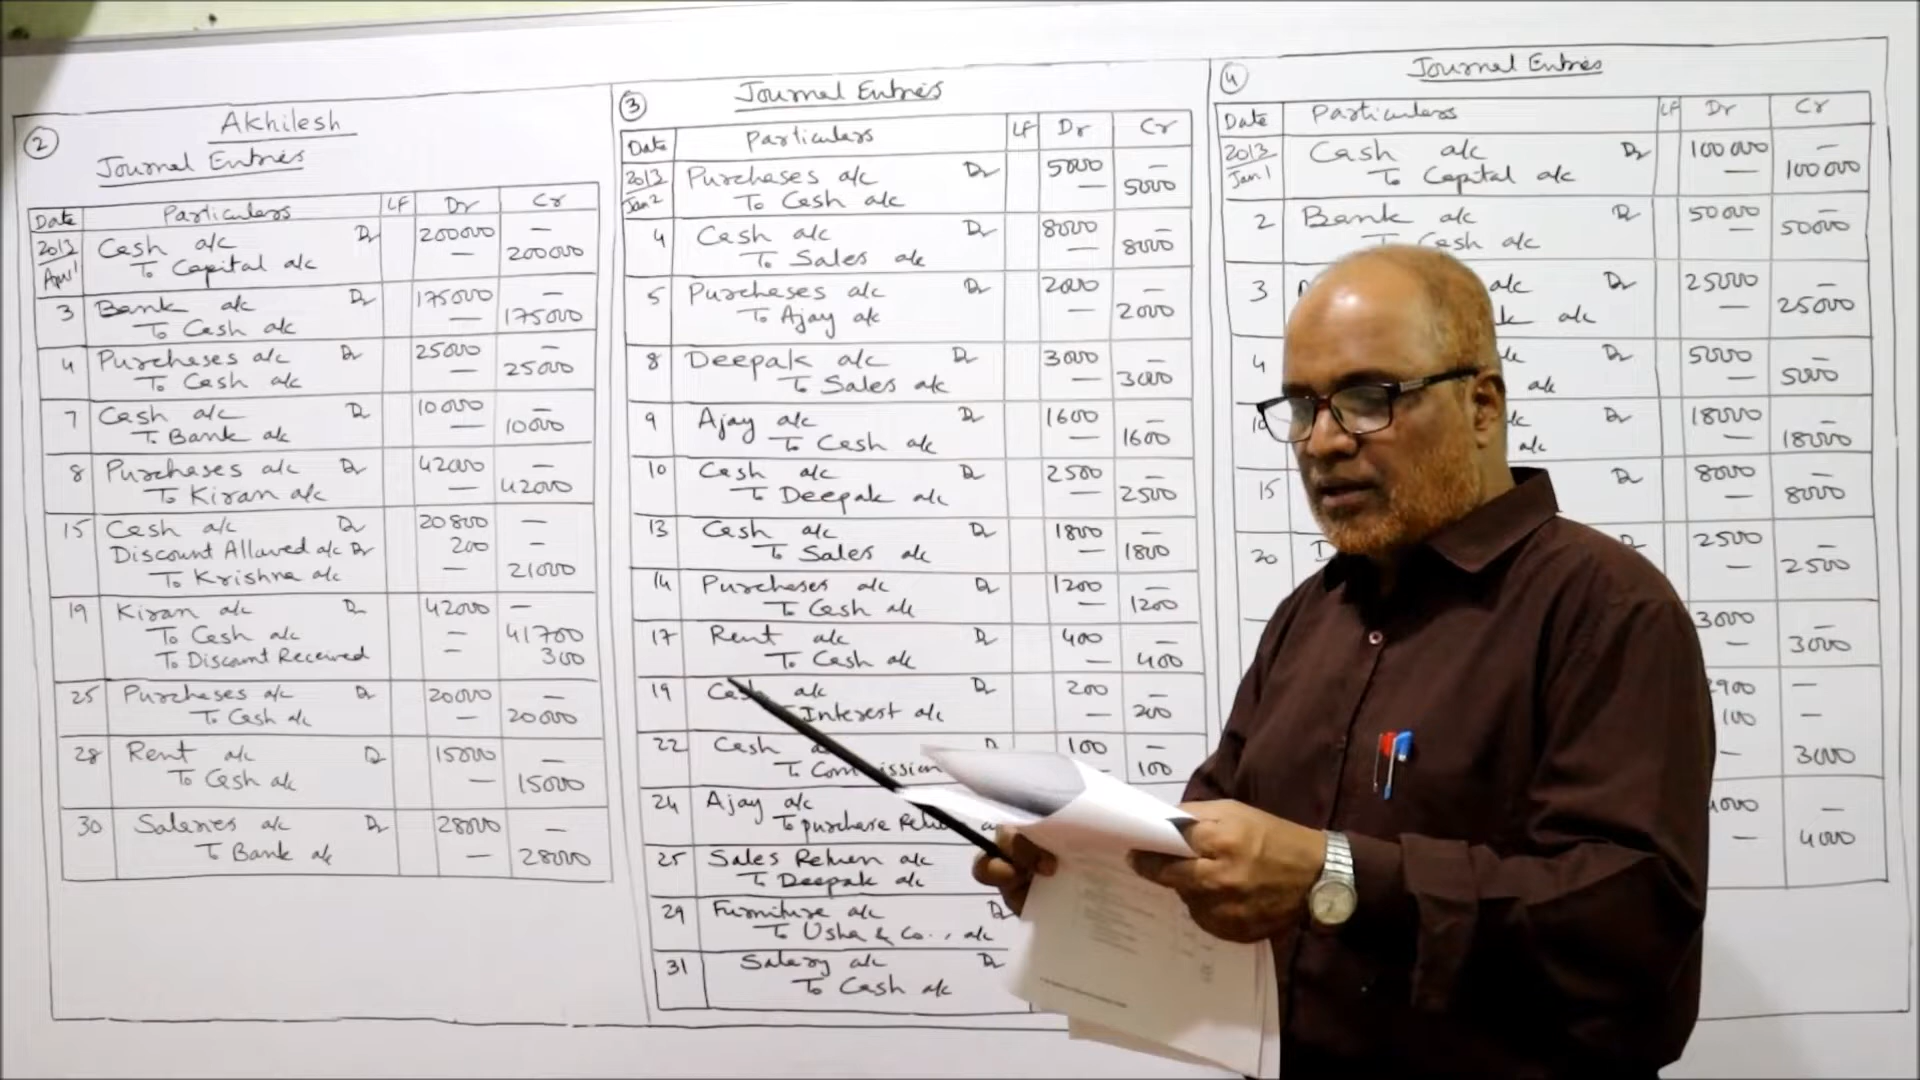 2
Akhilesh
Journal Entries
Date Particulars LF Dr Cr
2013
Apr 1 Cash a/c Dr 200000 —
To Capital a/c — 200000
3 Bank a/c Dr 175000 —
To Cash a/c — 175000
4 Purchases a/c Dr 25000 —
To Cash a/c — 25000
7 Cash a/c Dr 10000 —
To Bank a/c — 10000
8 Purchases a/c Dr 42000 —
To Kiran a/c — 42000
15 Cash a/c Dr 20800 —
Discount Allowed a/c Dr 200 —
To Krishna a/c — 21000
19 Kiran a/c Dr 42000 —
To Cash a/c — 41700
To Discount Received — 300
25 Purchases a/c Dr 20000 —
To Cash a/c — 20000
28 Rent a/c Dr 15000 —
To Cash a/c — 15000
30 Salaries a/c Dr 28000 —
To Bank a/c — 28000
3
Journal Entries
Date Particulars LF Dr Cr
2013
Jan 2 Purchases a/c Dr 5000 —
To Cash a/c — 5000
4 Cash a/c Dr 8000 —
To Sales a/c — 8000
5 Purchases a/c Dr 2000 —
To Ajay a/c — 2000
8 Deepak a/c Dr 3000 —
To Sales a/c — 3000
9 Ajay a/c Dr 1600 —
To Cash a/c — 1600
10 Cash a/c Dr 2500 —
To Deepak a/c — 2500
13 Cash a/c Dr 1800 —
To Sales a/c — 1800
14 Purchases a/c Dr 1200 —
To Cash a/c — 1200
17 Rent a/c Dr 400 —
To Cash a/c — 400
19 Cash a/c Dr 200 —
Interest a/c — 200
22 Cash Dr 100 —
To Commission 100
24 Ajay a/c
To purchase
25 Sales Return a/c
To Deepak a/c
29 Furniture a/c Dr
To Usha & Co., a/c
31 Salary a/c Dr
To Cash a/c
4
Journal Entries
Date Particulars LF Dr Cr
2013
Jan 1 Cash a/c Dr 100000 —
To Capital a/c — 100000
2 Bank a/c Dr 50000 —
Cash a/c — 50000
3 a/c Dr 25000 —
a/c — 25000
4 Dr 5000 —
a/c — 5000
Dr 18000 —
a/c — 18000
15 Dr 8000 —
— 8000
20 2500 —
— 2500
3000 —
— 3000
—
100 —
— 3000
—
— 4000